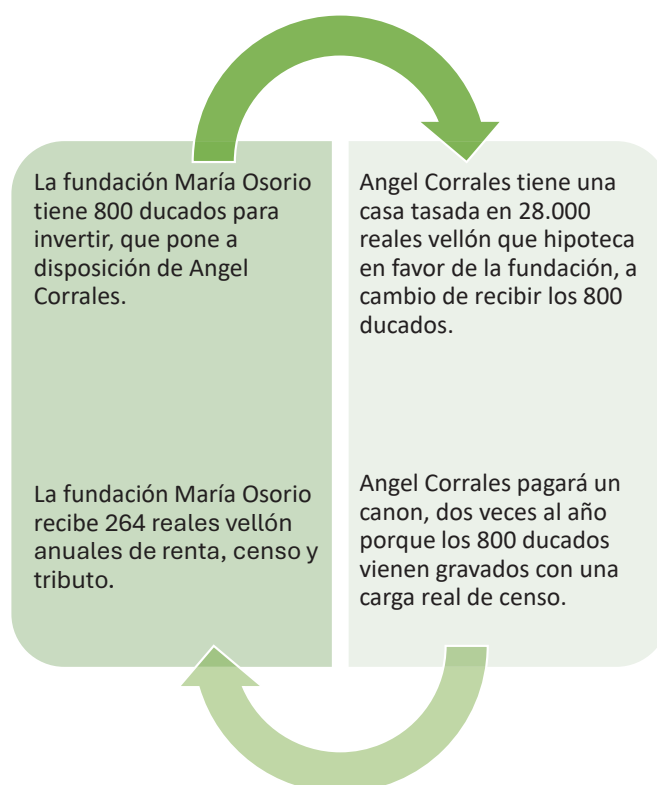 La fundación María Osorio
tiene 800 ducados para
invertir, que pone a
disposición de Angel
Corrales.
Angel Corrales tiene una
casa tasada en 28.000
reales vellón que hipoteca
en favor de la fundación, a
cambio de recibir los 800
ducados.
La fundación María Osorio
recibe 264 reales vellón
anuales de renta, censo y
tributo.
Angel Corrales pagará un
canon, dos veces al año
porque los 800 ducados
vienen gravados con una
carga real de censo.